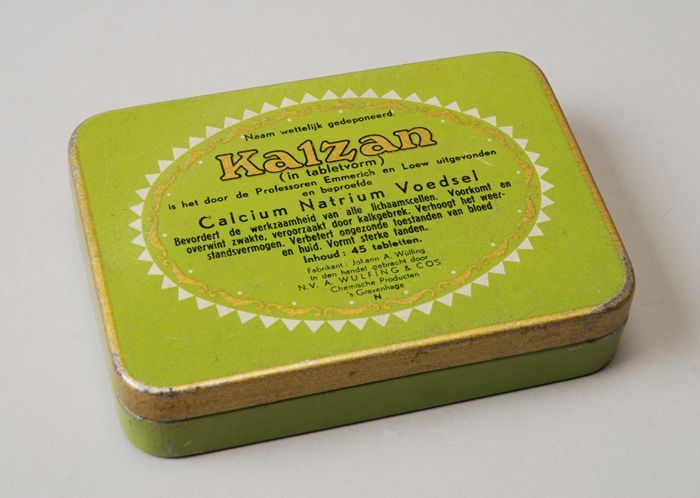 Naam wettelijk gedeponeerd
Kalzan
(in tabletvorm)
is het door de Professoren Emmerich en Loew uitgevonden
en beproefde
Calcium Natrium Voedsel
Bevordert de werkzaamheid van alle lichaamscellen. Voorkomt en
overwint zwakte, veroorzaakt door kalkgebrek. Verhoogt het weer-
standsvermogen. Verbetert ongezonde toestanden van bloed
en huid. Vormt sterke tanden.
Inhoud: 45 tabletten.
Fabrikant: Johann A. Wülfing
In den handel gebracht door
N.V. A. WULFING & CO'S
Chemische Producten
's Gravenhage
N